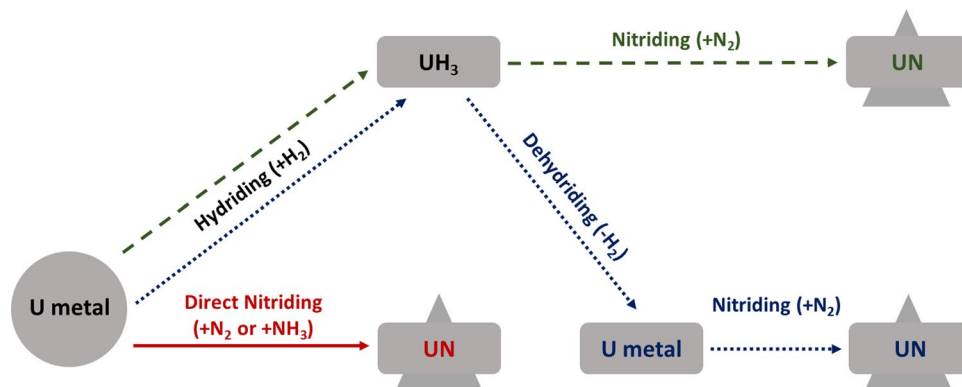 Nitriding (+N₂)
UH₃
UN
Hydriding (+H₂)
Dehydriding (-H₂)
U metal
Direct Nitriding
(+N₂ or +NH₃)
UN
U metal
Nitriding (+N₂)
UN